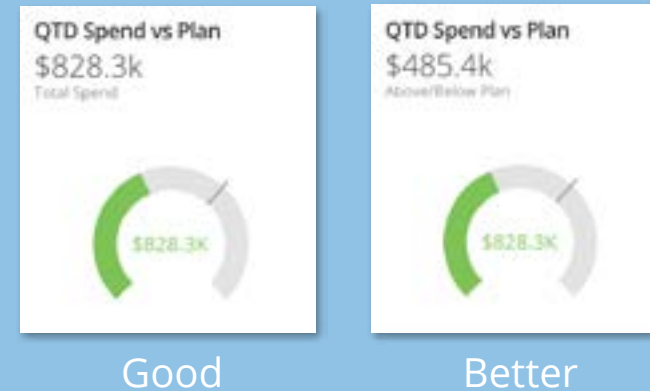 QTD Spend vs Plan
$828.3k
Total Spend
$828.3K
Good
QTD Spend vs Plan
$485.4k
Above/Below Plan
$828.3K
Better